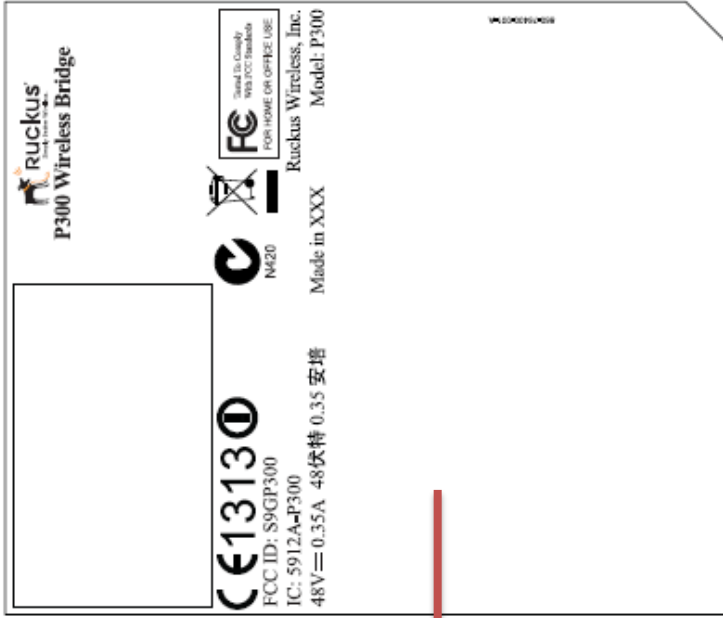 Ruckus
P300 Wireless Bridge
CE1313
N420
FC Tested To Comply
With FCC Standards
FOR HOME OR OFFICE USE
FCC ID: S9GP300
IC: 5912A-P300
Ruckus Wireless, Inc.
48V⎓0.35A 48伏特 0.35 安培
Made in XXX
Model: P300